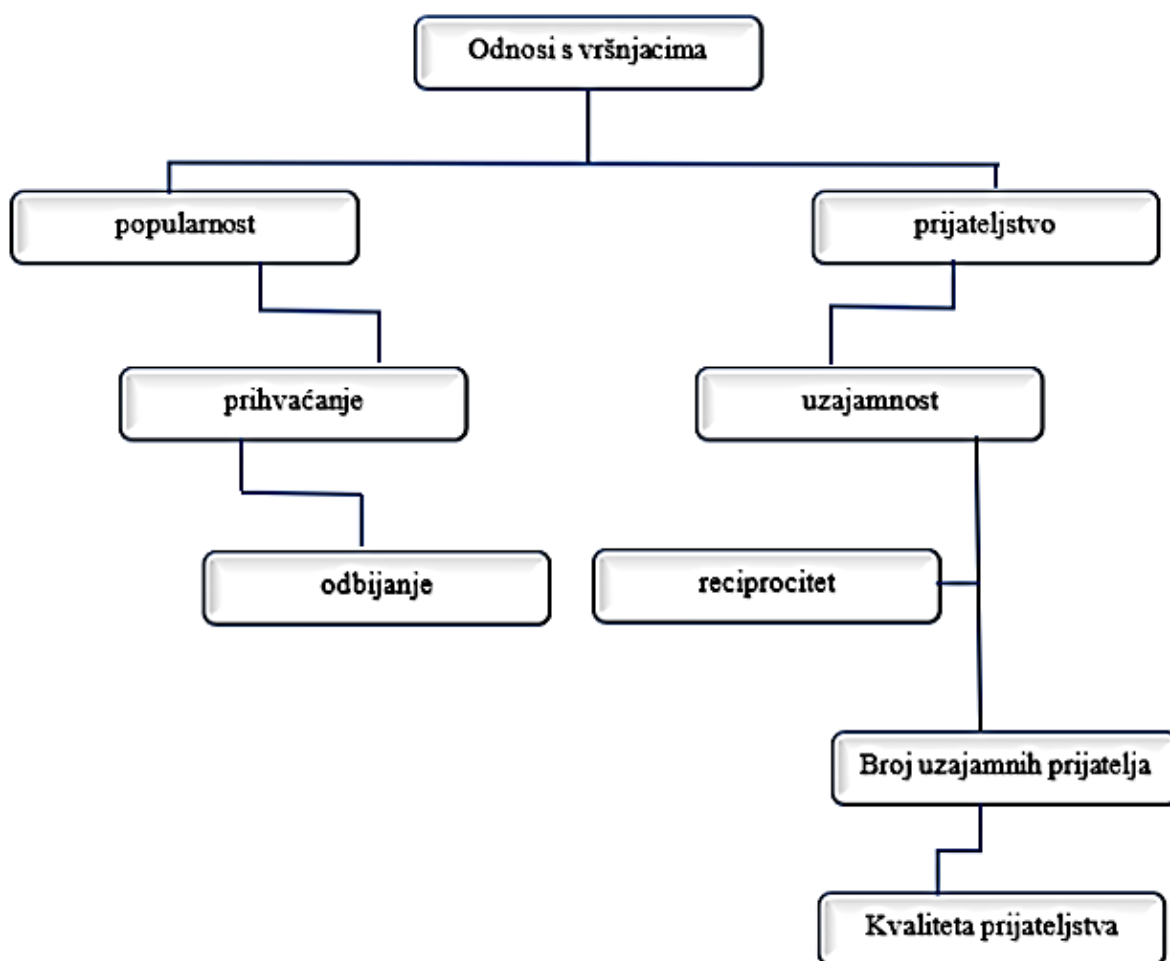 Odnosi s vršnjacima
popularnost
prijateljstvo
prihvaćanje
uzajamnost
odbijanje
reciprocitet
Broj uzajamnih prijatelja
Kvaliteta prijateljstva